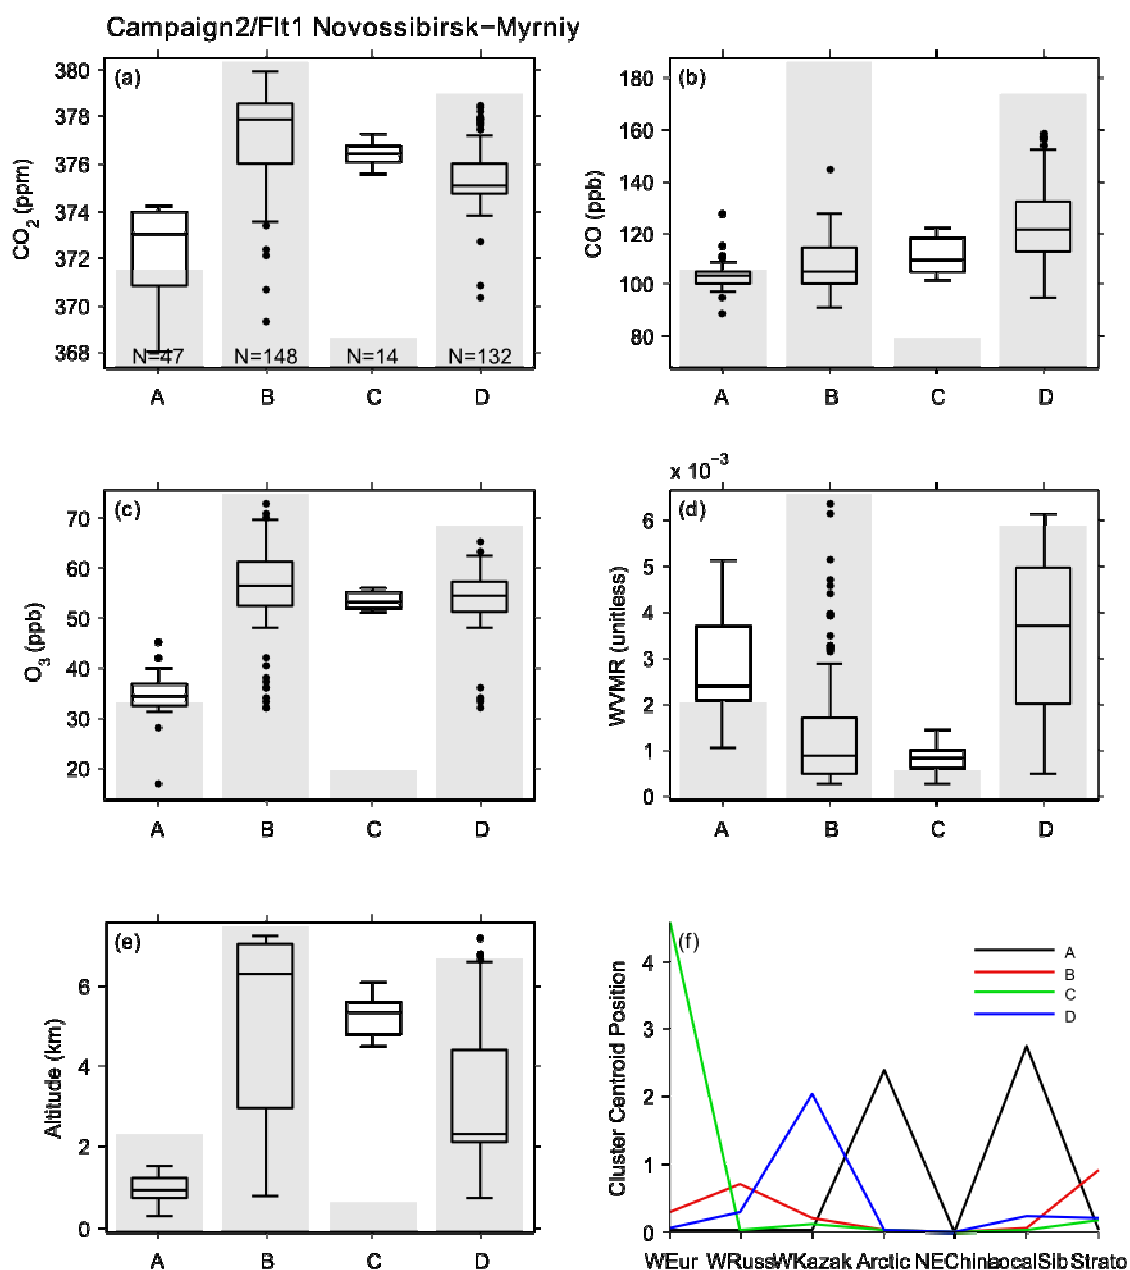 Campaign2/Flt1 Novossibirsk−Myrniy
(a)
CO2 (ppm)
380
378
376
374
372
370
368
N=47 N=148 N=14 N=132
A B C D
(b)
CO (ppb)
180
160
140
120
100
80
A B C D
(c)
O3 (ppb)
70
60
50
40
30
20
A B C D
x 10−3
(d)
WVMR (unitless)
6
5
4
3
2
1
0
A B C D
(e)
Altitude (km)
6
4
2
0
A B C D
(f)
Cluster Centroid Position
4
3
2
1
0
A
B
C
D
WEur WRuss WKazak Arctic NEChina LocalSib Strato